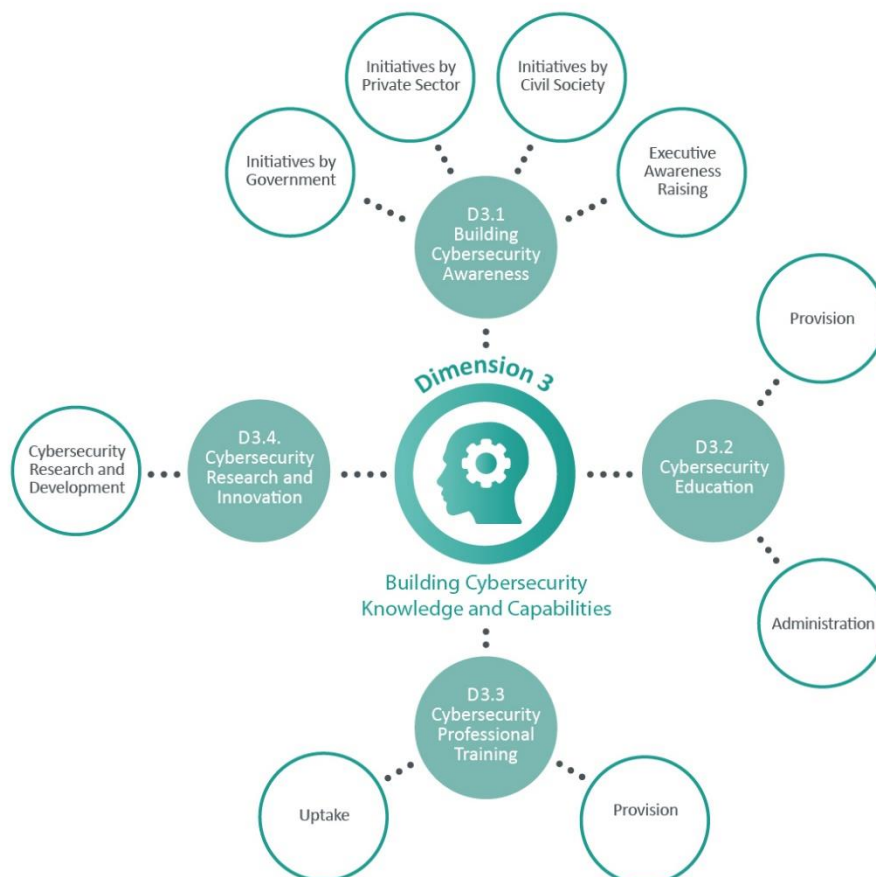 Initiatives by
Private Sector
Initiatives by
Civil Society
Initiatives by
Government
Executive
Awareness
Raising
D3.1
Building
Cybersecurity
Awareness
Provision
Dimension 3
Cybersecurity
Research and
Development
D3.4.
Cybersecurity
Research and
Innovation
D3.2
Cybersecurity
Education
Building Cybersecurity
Knowledge and Capabilities
Administration
D3.3
Cybersecurity
Professional
Training
Uptake
Provision